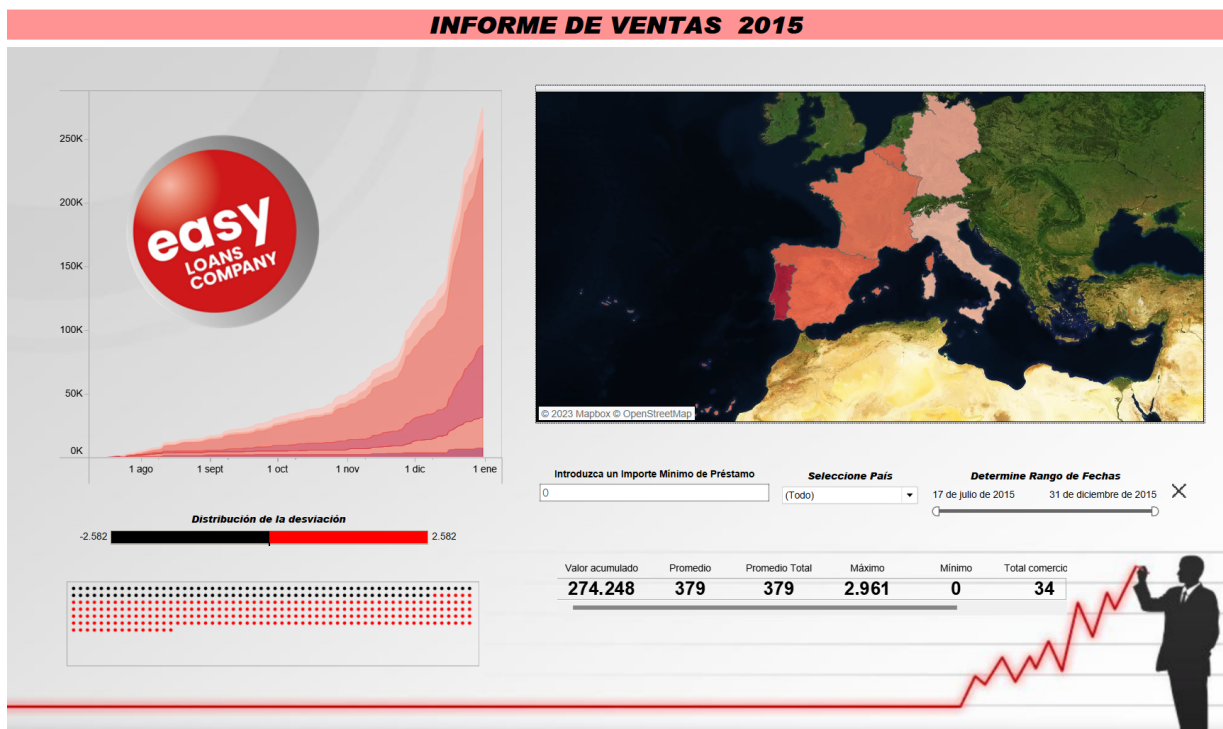 INFORME DE VENTAS 2015
250K
200K
150K
100K
50K
0K
1 ago 1 sept 1 oct 1 nov 1 dic 1 ene
easy
LOANS
COMPANY
© 2023 Mapbox © OpenStreetMap
Introduzca un Importe Mínimo de Préstamo
0
Seleccione País
(Todo)
Determine Rango de Fechas
17 de julio de 2015 31 de diciembre de 2015
Distribución de la desviación
-2.582 2.582
Valor acumulado Promedio Promedio Total Máximo Mínimo Total comercio
274.248 379 379 2.961 0 34